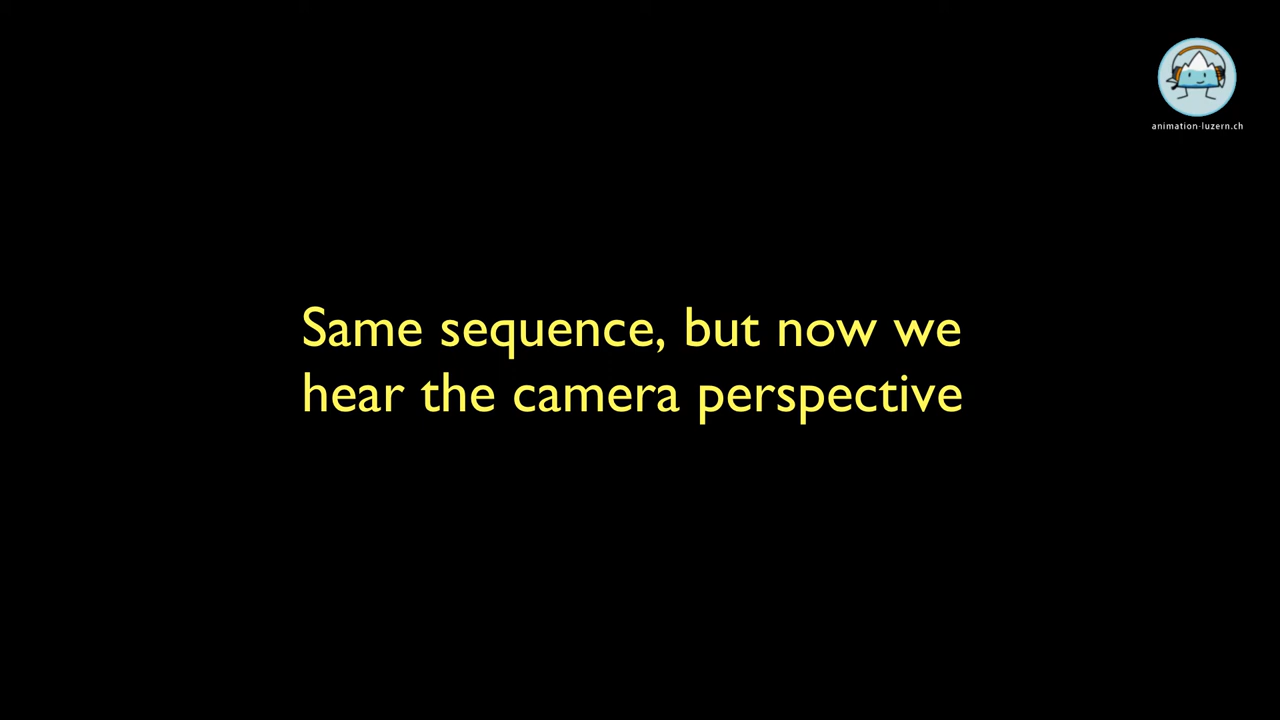 animation-luzern.ch
Same sequence, but now we
hear the camera perspective